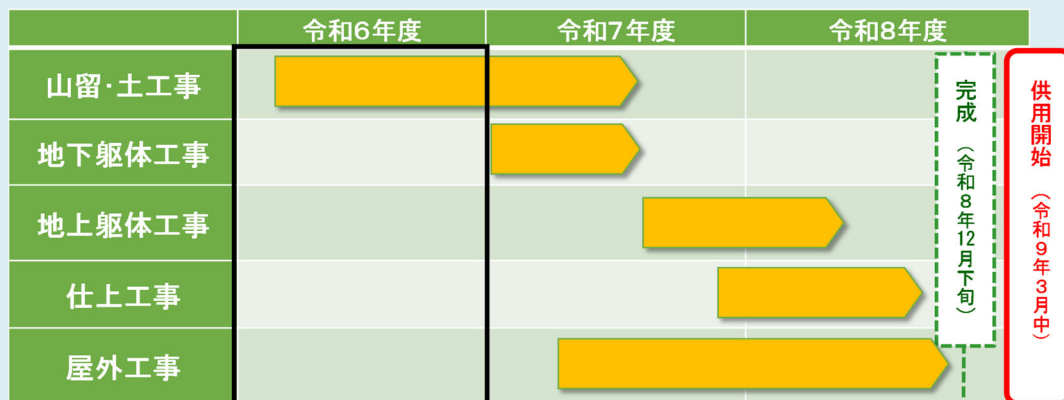 令和６年度
令和７年度
令和８年度
山留・土工事
地下躯体工事
地上躯体工事
仕上工事
屋外工事
完成（令和８年12月下旬）
供用開始（令和９年３月中）